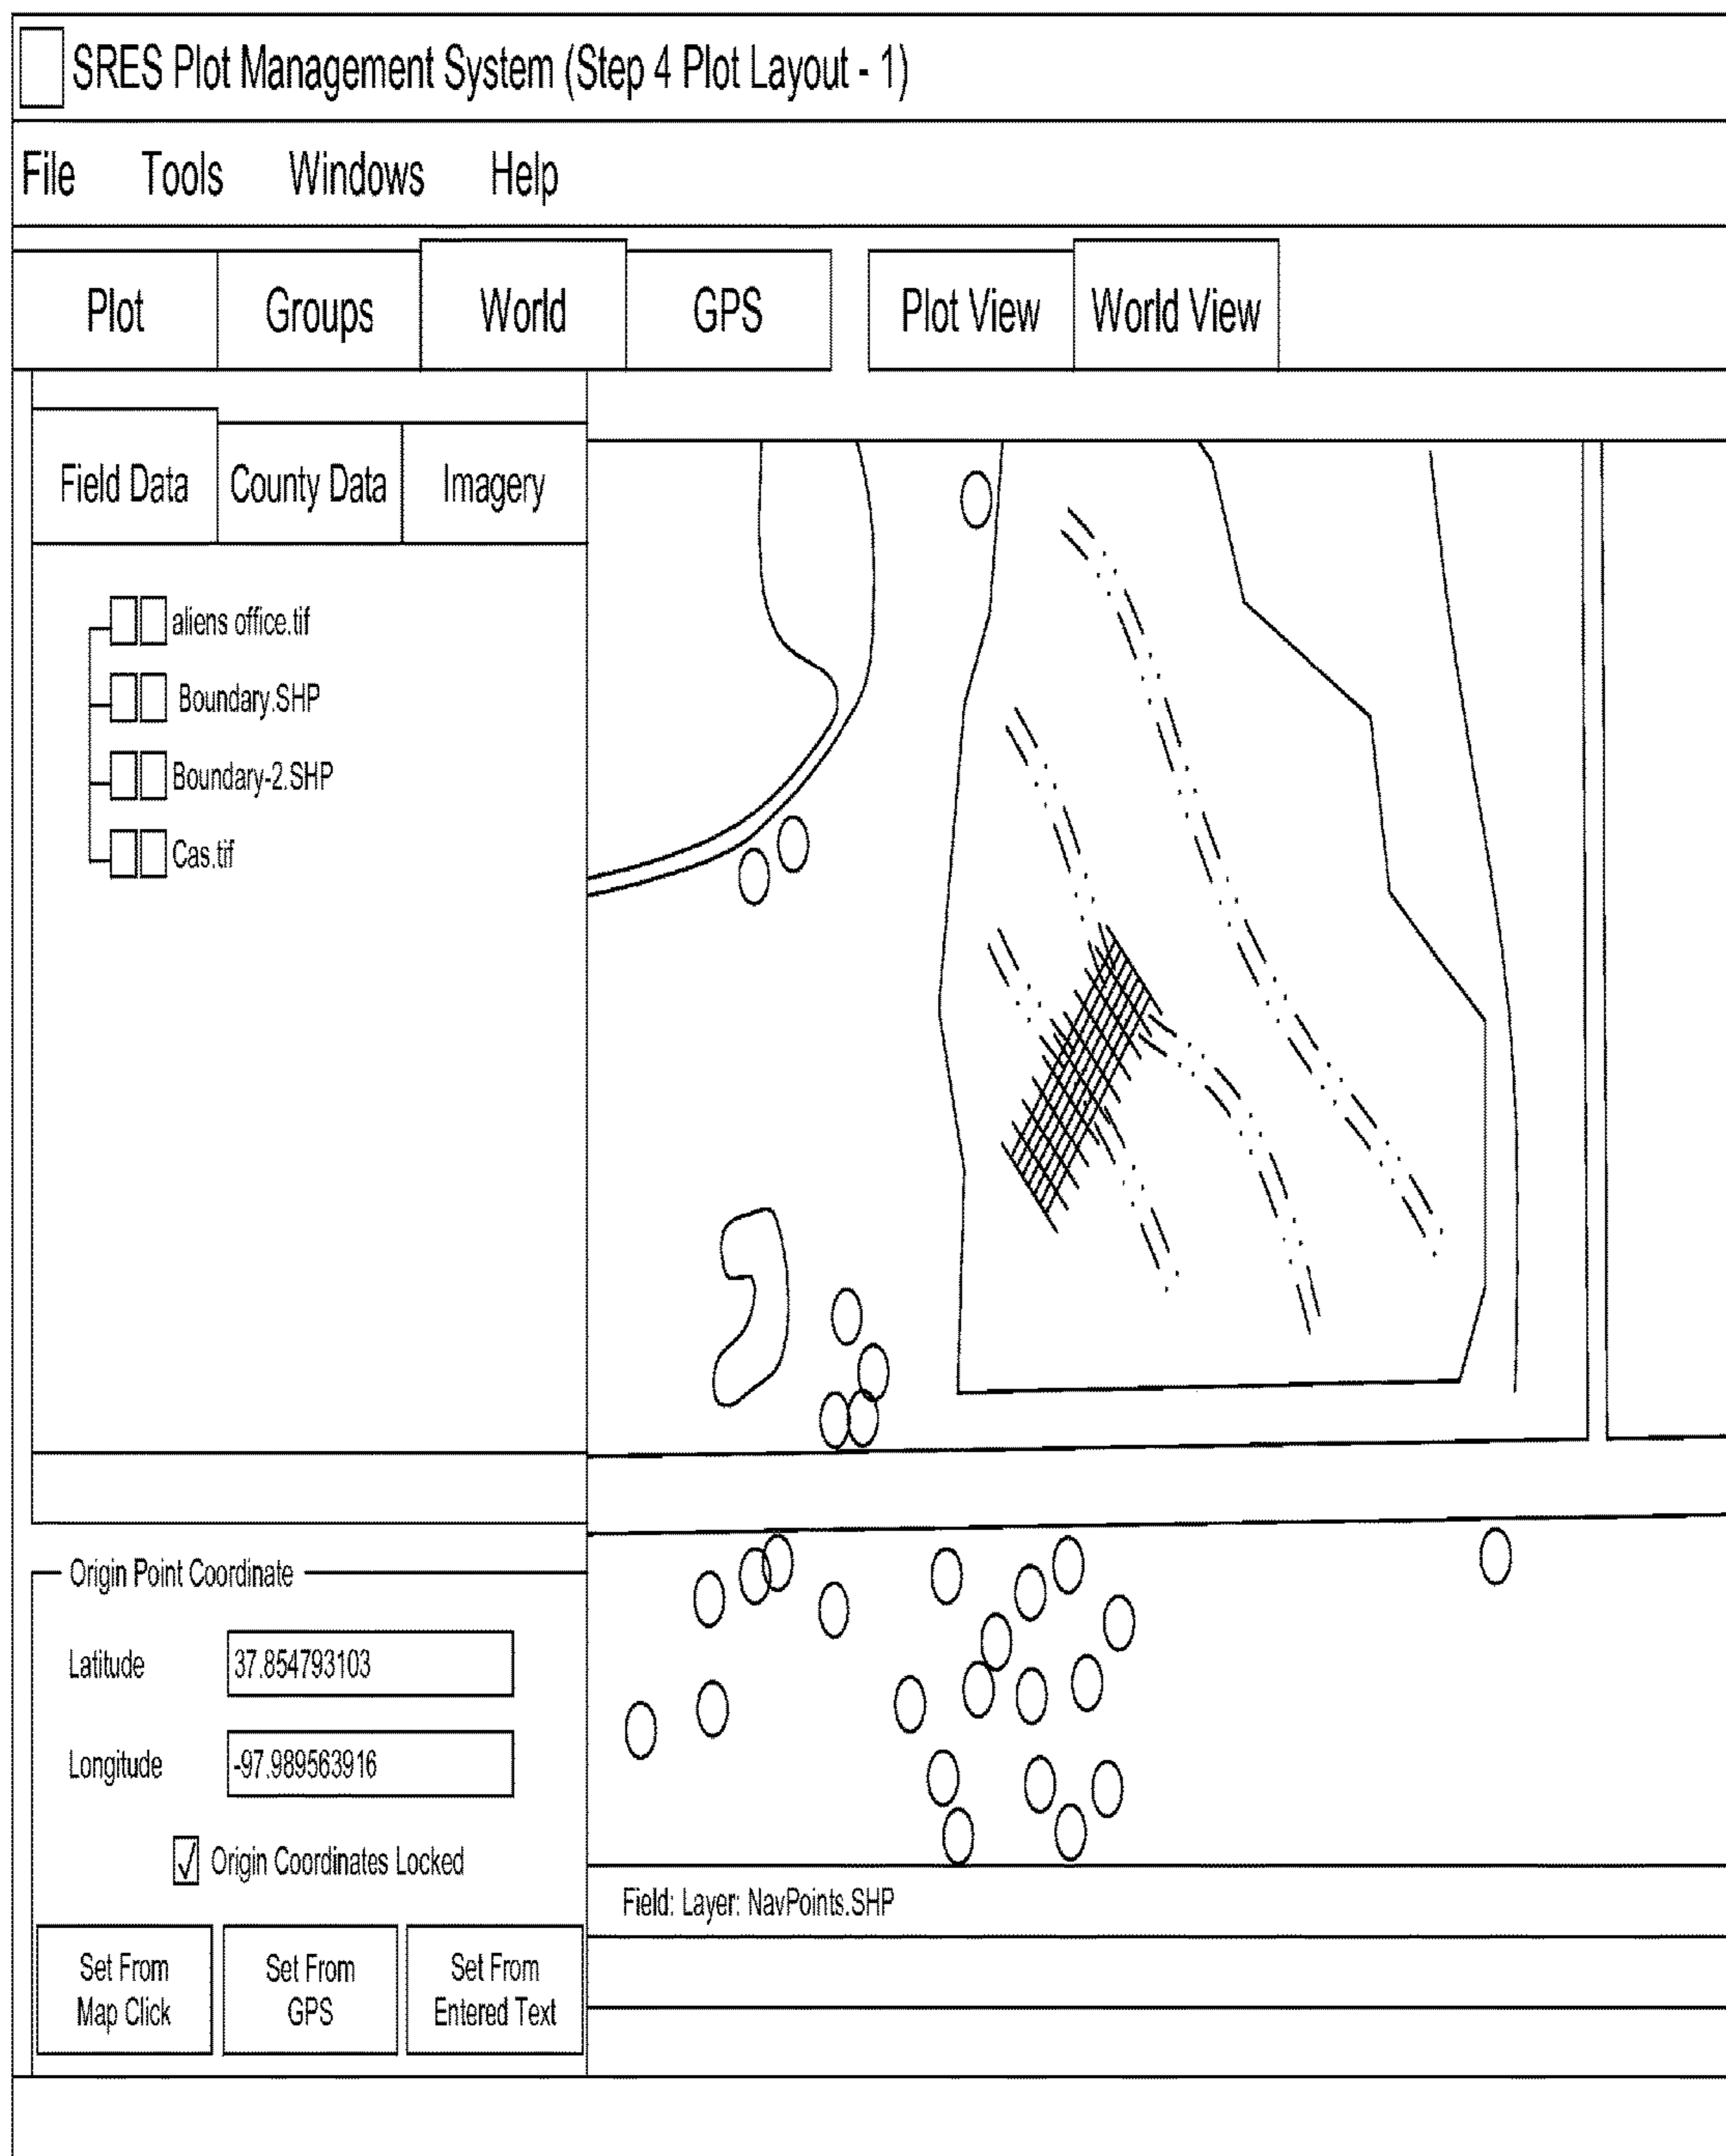 SRES Plot Management System (Step 4 Plot Layout - 1)
File Tools Windows Help
Plot Groups World GPS Plot View World View
Field Data County Data Imagery
aliens office.tif
Boundary.SHP
Boundary-2.SHP
Cas.tif
Origin Point Coordinate
Latitude 37.854793103
Longitude -97.989563916
Origin Coordinates Locked
Field: Layer: NavPoints.SHP
Set From Map Click
Set From GPS
Set From Entered Text